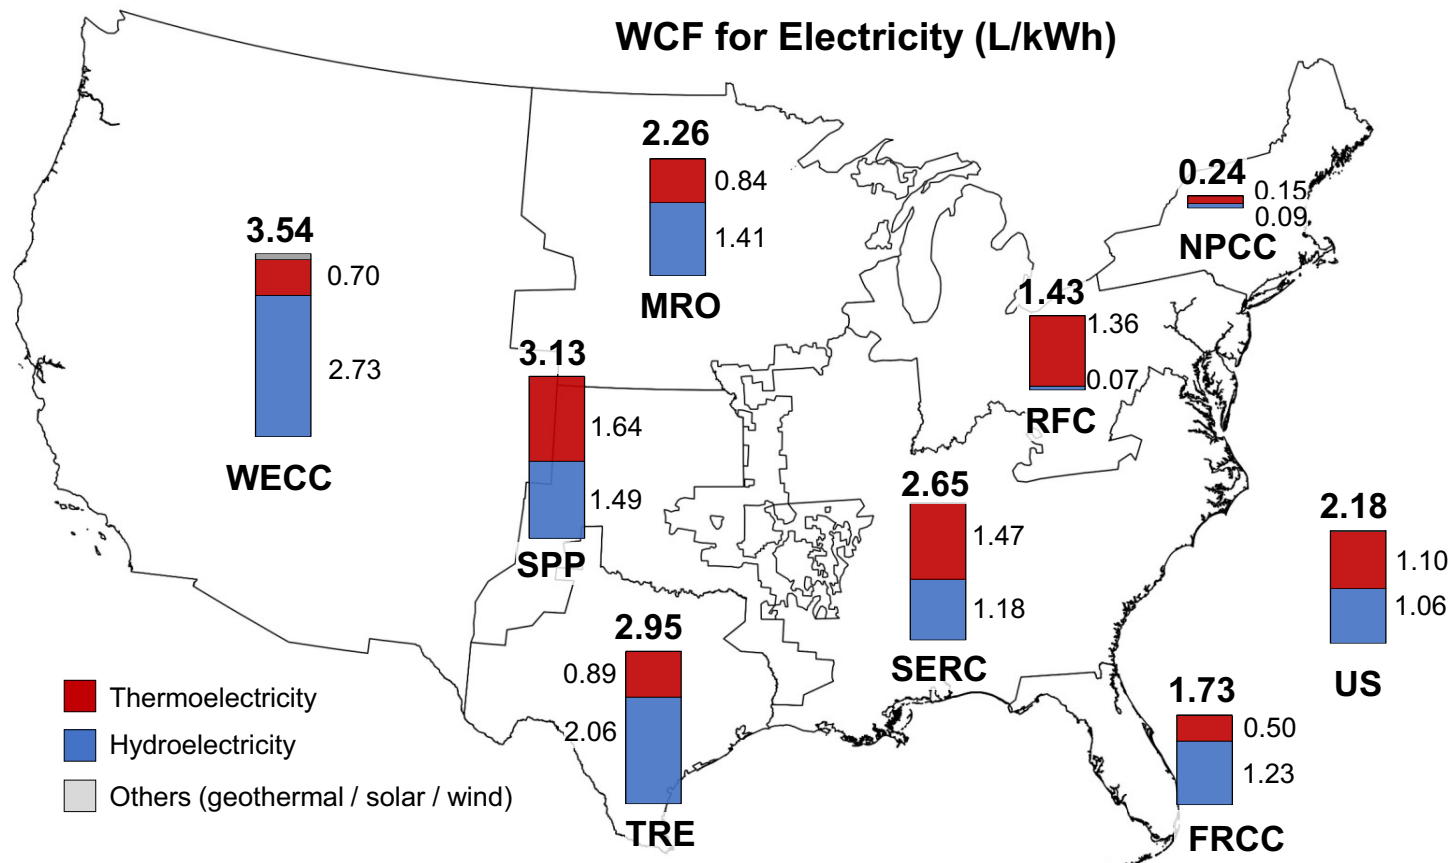 WCF for Electricity (L/kWh)
2.26
0.84
1.41
MRO
0.24
0.15
0.09
NPCC
3.54
0.70
2.73
WECC
1.43
1.36
0.07
RFC
3.13
1.64
1.49
SPP
2.65
1.47
1.18
SERC
2.18
1.10
1.06
US
2.95
0.89
2.06
TRE
1.73
0.50
1.23
FRCC
Thermoelectricity
Hydroelectricity
Others (geothermal / solar / wind)